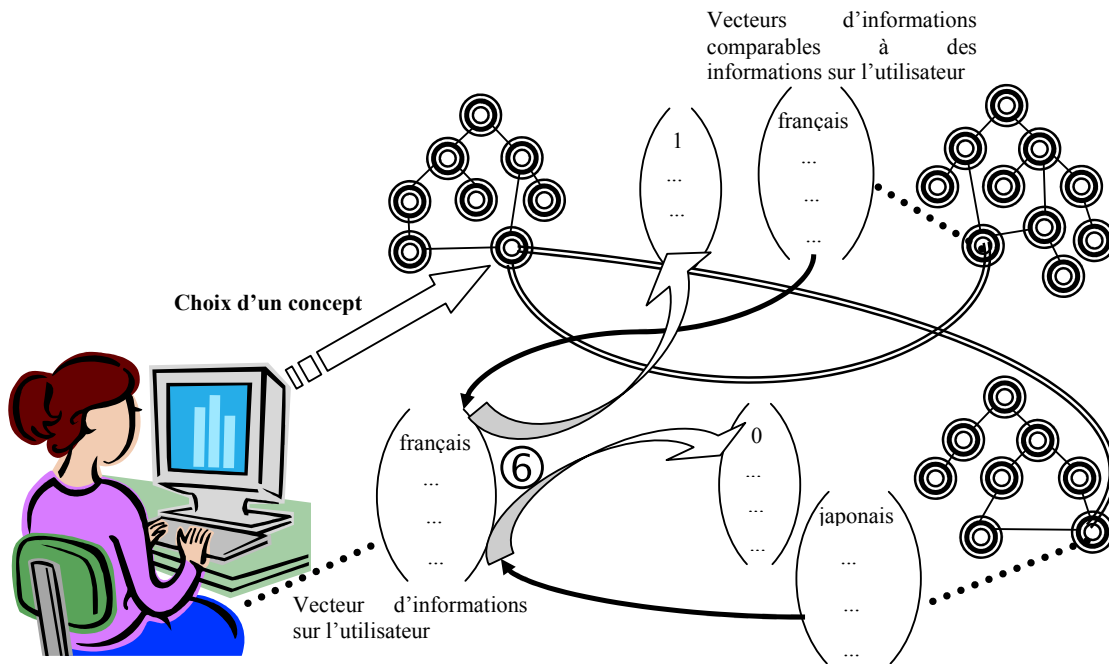 Vecteurs d'informations
comparables à des
informations sur l'utilisateur
1
...
...
français
...
...
...
Choix d'un concept
français
...
...
...
⑥
0
...
...
...
japonais
...
...
...
Vecteur d'informations
sur l'utilisateur